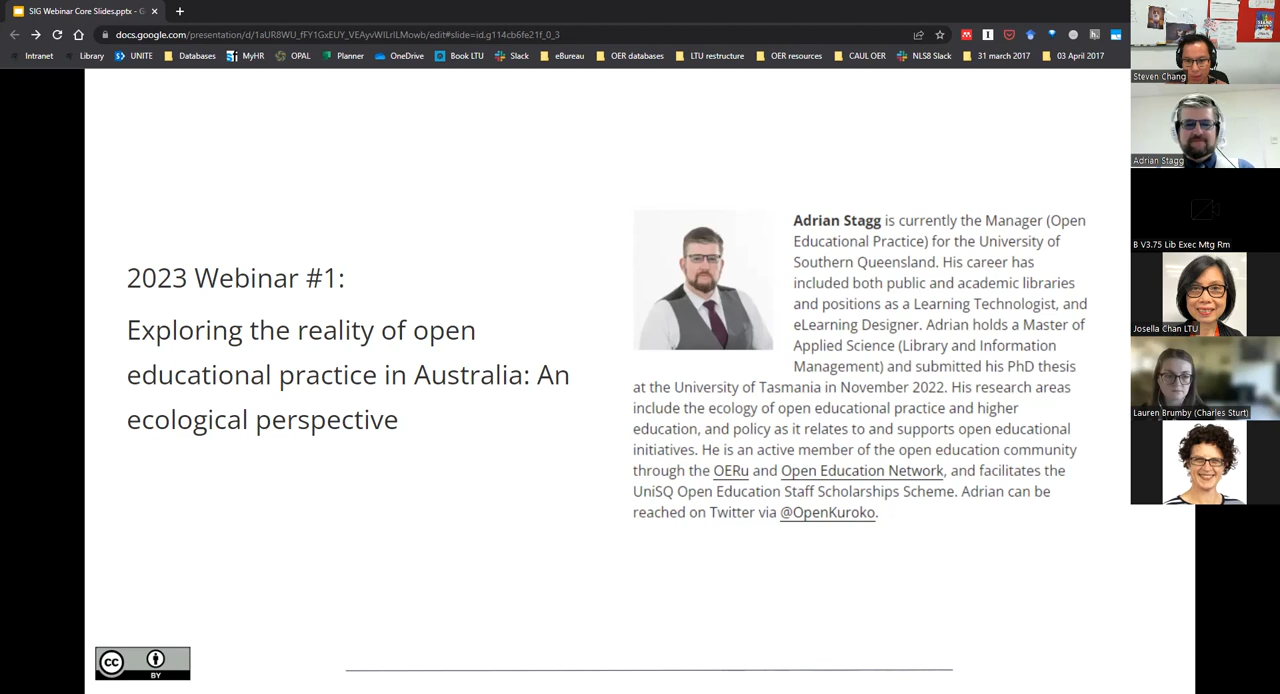 SIG Webinar Core Slides.pptx - G
docs.google.com/presentation/d/1aUR8WU_fFY1GxEUY_VEAyvWILrILMowb/edit#slide=id.g114cb6fe21f_0_3
Intranet Library UNITE Databases MyHR OPAL Planner OneDrive Book LTU Slack eBureau OER databases LTU restructure OER resources CAUL OER NLS8 Slack 31 march 2017 03 April 2017
2023 Webinar #1:
Exploring the reality of open
educational practice in Australia: An
ecological perspective
Adrian Stagg is currently the Manager (Open
Educational Practice) for the University of
Southern Queensland. His career has
included both public and academic libraries
and positions as a Learning Technologist, and
eLearning Designer. Adrian holds a Master of
Applied Science (Library and Information
Management) and submitted his PhD thesis
at the University of Tasmania in November 2022. His research areas
include the ecology of open educational practice and higher
education, and policy as it relates to and supports open educational
initiatives. He is an active member of the open education community
through the OERu and Open Education Network, and facilitates the
UniSQ Open Education Staff Scholarships Scheme. Adrian can be
reached on Twitter via @OpenKuroko.
cc
BY
Steven Chang
Adrian Stagg
B V3.75 Lib Exec Mtg Rm
Josella Chan LTU
Lauren Brumby (Charles Sturt)